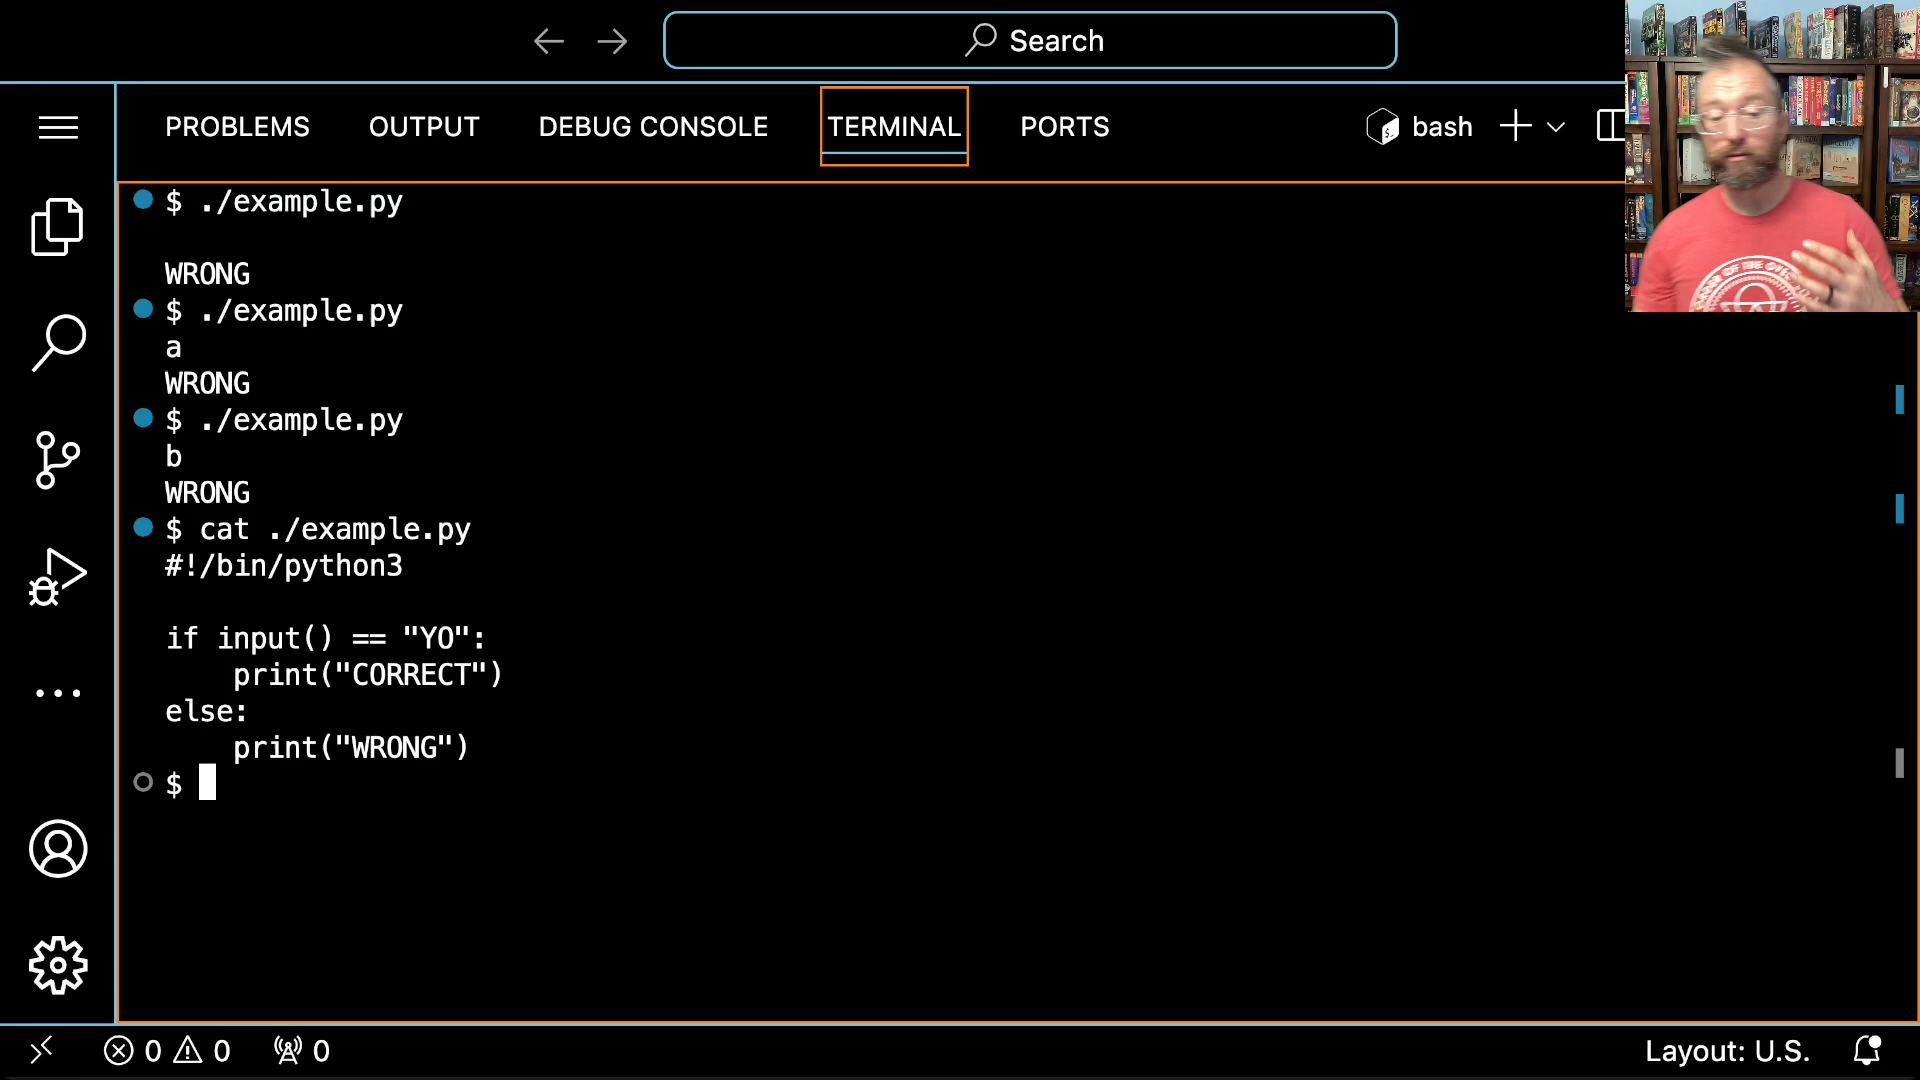 Search
PROBLEMS OUTPUT DEBUG CONSOLE TERMINAL PORTS bash
$ ./example.py
WRONG
$ ./example.py
a
WRONG
$ ./example.py
b
WRONG
$ cat ./example.py
#!/bin/python3
if input() == "YO":
    print("CORRECT")
else:
    print("WRONG")
$
0 0 0 Layout: U.S.